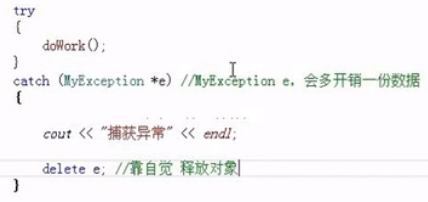 try
{
doWork();
}
catch (MyException *e) //MyException e，会多开销一份数据
{
cout << "捕获异常" << endl;
delete e; //靠自觉 释放对象
}